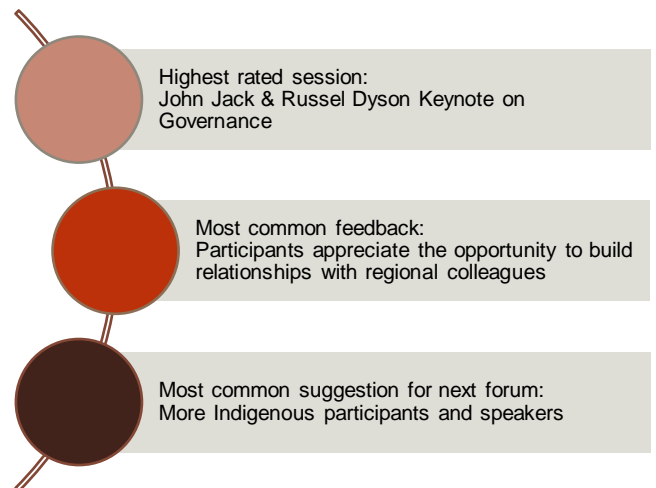 Highest rated session:
John Jack & Russel Dyson Keynote on
Governance
Most common feedback:
Participants appreciate the opportunity to build
relationships with regional colleagues
Most common suggestion for next forum:
More Indigenous participants and speakers